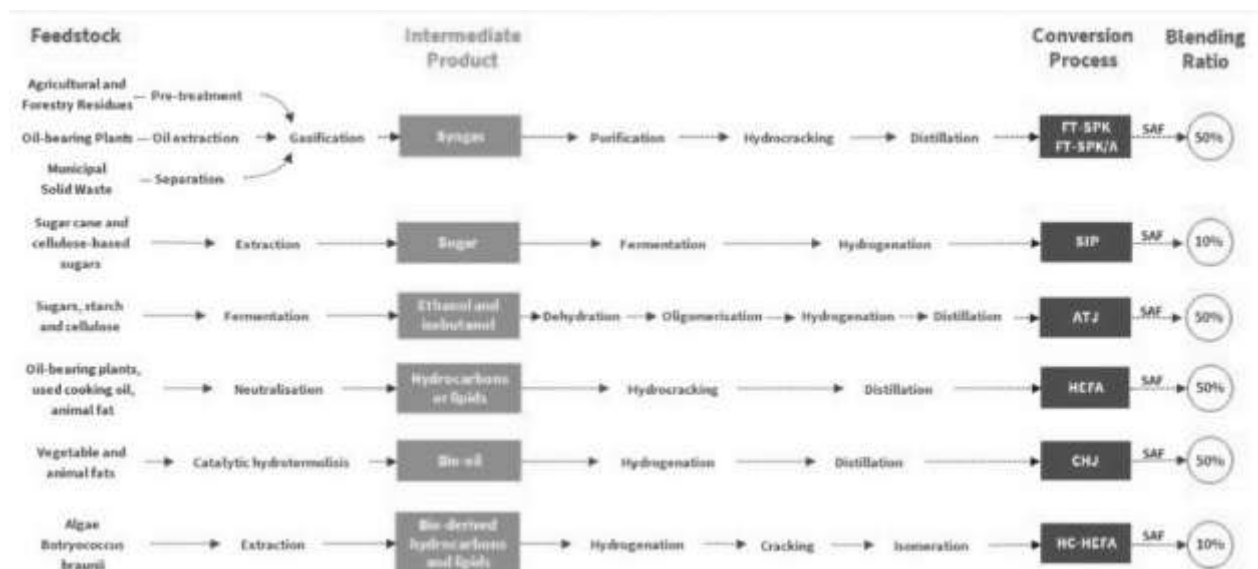 Feedstock
Intermediate
Product
Conversion
Process
Blending
Ratio
Agricultural and
Forestry Residues
Pre-treatment
Oil-bearing Plants
Oil extraction
Gasification
Syngas
Purification
Hydrocracking
Distillation
FT-SPK
FT-SPK/A
SAF
50%
Municipal
Solid Waste
Separation
Sugar cane and
cellulose-based
sugars
Extraction
Sugar
Fermentation
Hydrogenation
SIP
SAF
10%
Sugars, starch
and cellulose
Fermentation
Ethanol and
isobutanol
Dehydration
Oligomerisation
Hydrogenation
Distillation
ATJ
SAF
50%
Oil-bearing plants,
used cooking oil,
animal fat
Neutralisation
Hydrocarbons
or lipids
Hydrocracking
Distillation
HEFA
SAF
50%
Vegetable and
animal fats
Catalytic hydrotermolisis
Bio-oil
Hydrogenation
Distillation
CHJ
SAF
50%
Algae
Botryococcus
braunii
Extraction
Bio-derived
hydrocarbons
and lipids
Hydrogenation
Cracking
Isomeration
HC-HEFA
SAF
10%